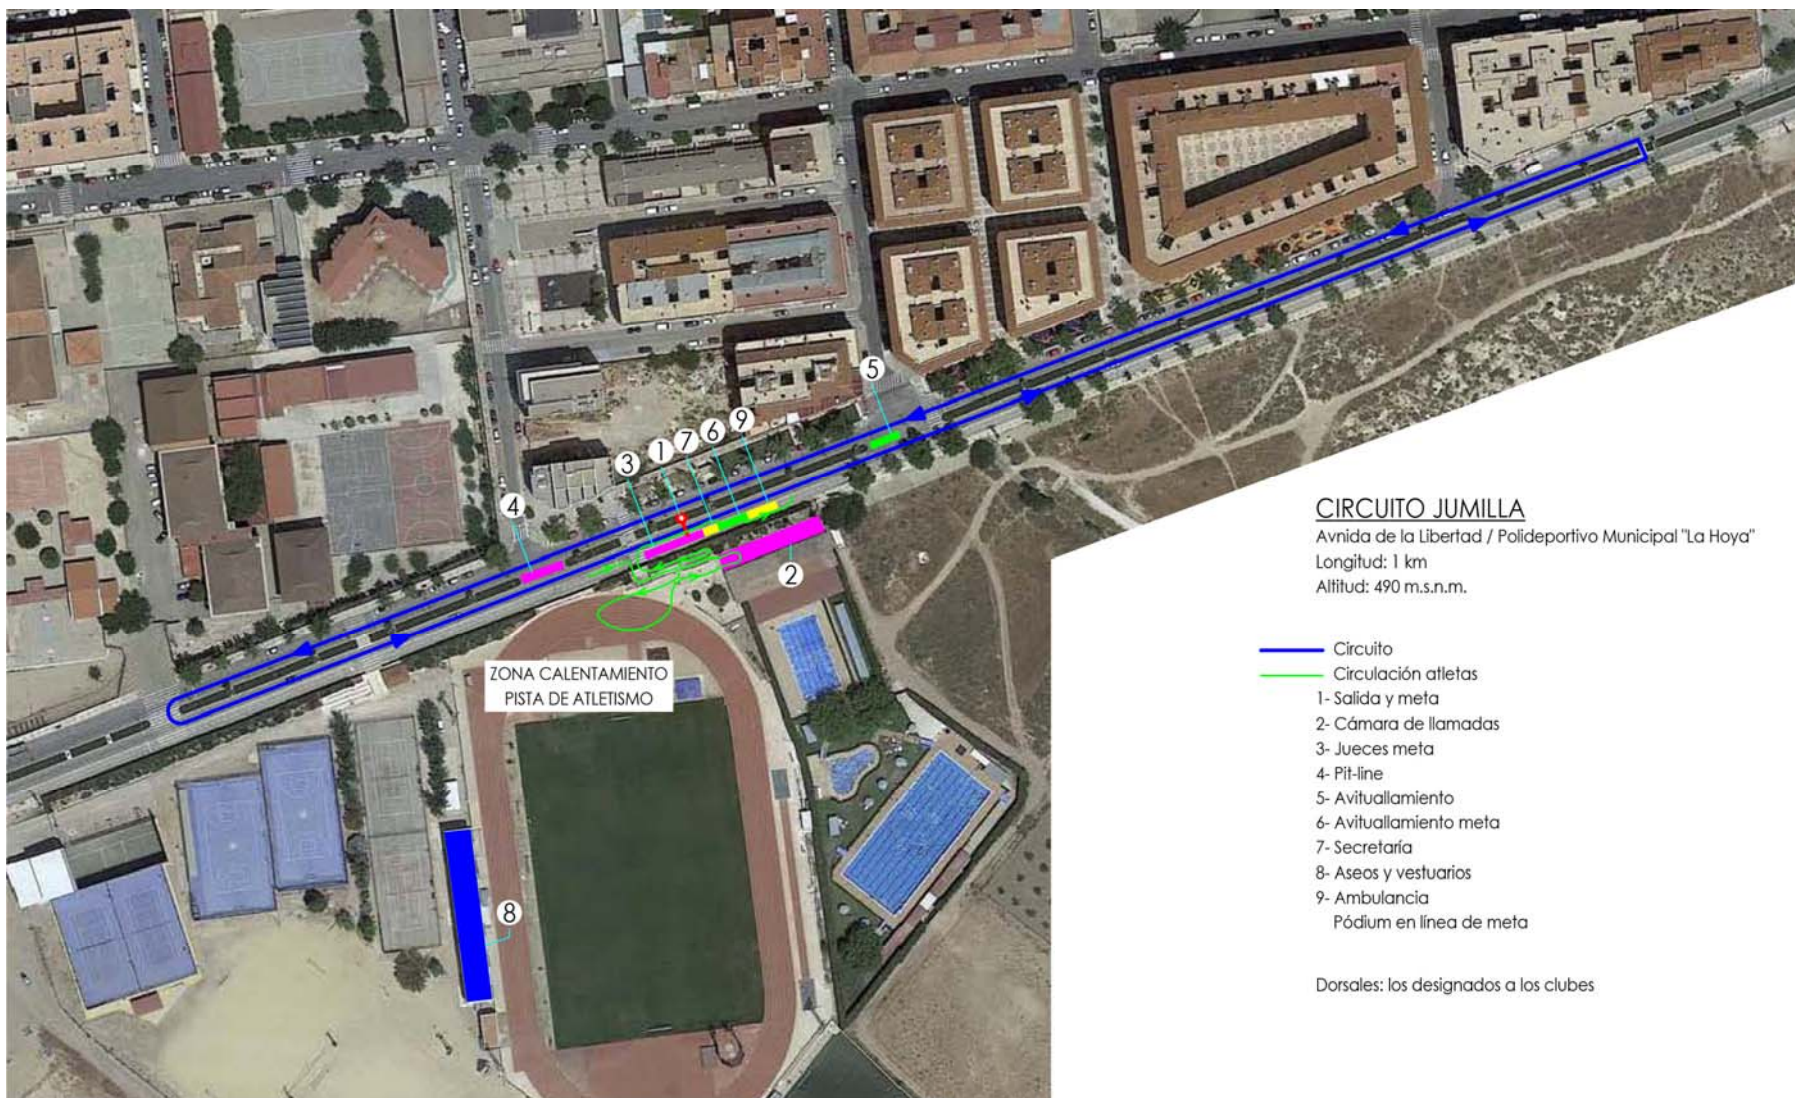 5
9
6
7
1
3
4
2
8
ZONA CALENTAMIENTO
PISTA DE ATLETISMO
CIRCUITO JUMILLA
Avnida de la Libertad / Polideportivo Municipal "La Hoya"
Longitud: 1 km
Altitud: 490 m.s.n.m.
Circuito
Circulación atletas
1- Salida y meta
2- Cámara de llamadas
3- Jueces meta
4- Pit-line
5- Avituallamiento
6- Avituallamiento meta
7- Secretaría
8- Aseos y vestuarios
9- Ambulancia
Pódium en línea de meta
Dorsales: los designados a los clubes